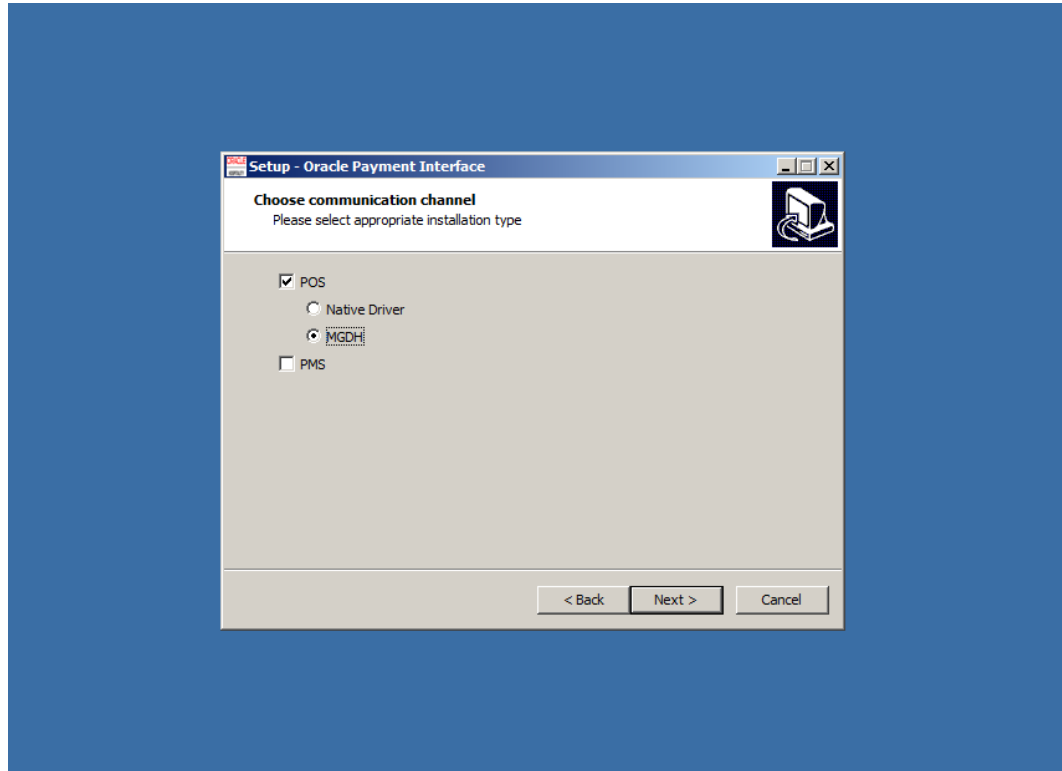 Setup - Oracle Payment Interface
Choose communication channel
Please select appropriate installation type
POS
Native Driver
MGDH
PMS
< Back Next > Cancel